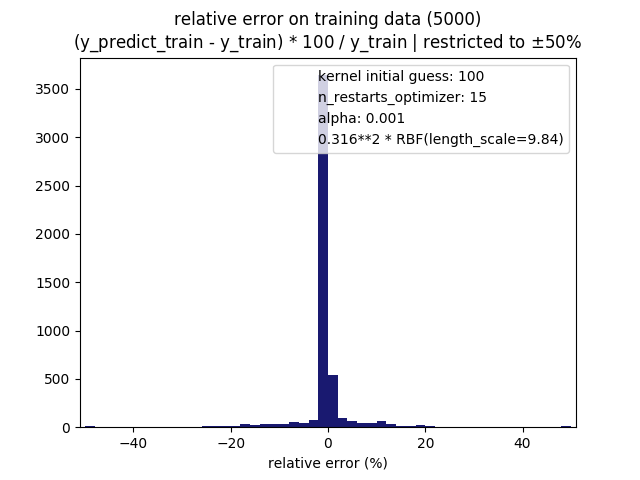 relative error on training data (5000)
(y_predict_train - y_train) * 100 / y_train | restricted to ±50%
kernel initial guess: 100
n_restarts_optimizer: 15
alpha: 0.001
0.316**2 * RBF(length_scale=9.84)
3500
3000
2500
2000
1500
1000
500
0
−40
−20
0
20
40
relative error (%)